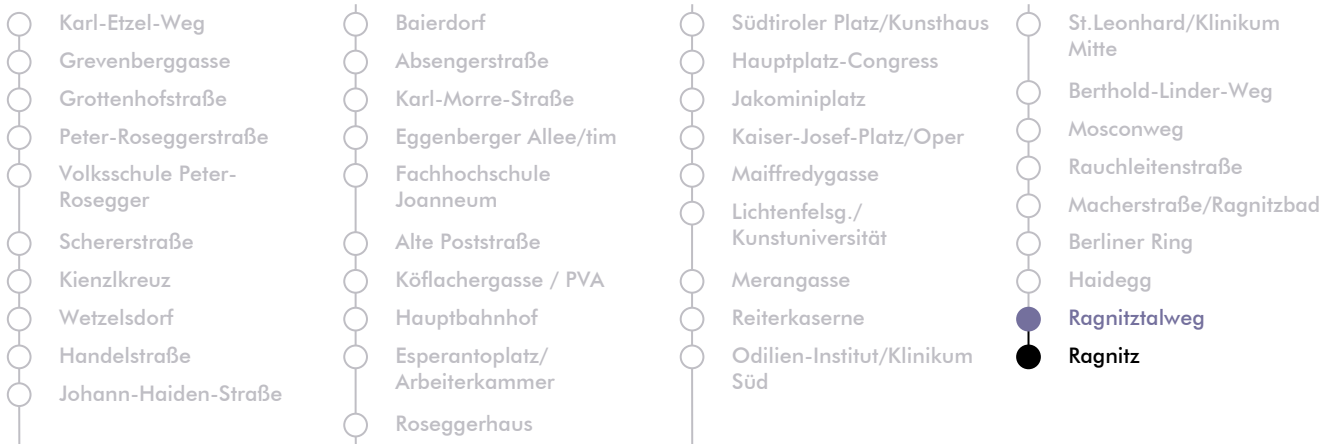 Karl-Etzel-Weg
Grevenberggasse
Grottenhofstraße
Peter-Roseggerstraße
Volksschule Peter-
Rosegger
Schererstraße
Kienzlkreuz
Wetzelsdorf
Handelstraße
Johann-Haiden-Straße
Baierdorf
Absengerstraße
Karl-Morre-Straße
Eggenberger Allee/tim
Fachhochschule
Joanneum
Alte Poststraße
Köflachergasse / PVA
Hauptbahnhof
Esperantoplatz/
Arbeiterkammer
Roseggerhaus
Südtiroler Platz/Kunsthaus
Hauptplatz-Congress
Jakominiplatz
Kaiser-Josef-Platz/Oper
Maiffredygasse
Lichtenfelsg./
Kunstuniversität
Merangasse
Reiterkaserne
Odilien-Institut/Klinikum
Süd
St.Leonhard/Klinikum
Mitte
Berthold-Linder-Weg
Mosconweg
Rauchleitenstraße
Macherstraße/Ragnitzbad
Berliner Ring
Haidegg
Ragnitztalweg
Ragnitz